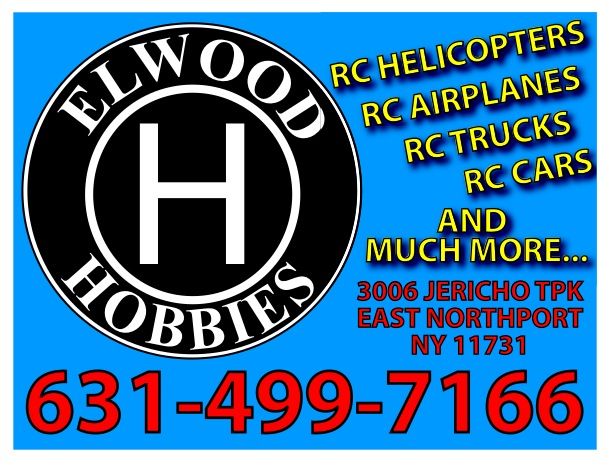 ELWOOD
H
HOBBIES
RC HELICOPTERS
RC AIRPLANES
RC TRUCKS
RC CARS
AND
MUCH MORE...
3006 JERICHO TPK
EAST NORTHPORT
NY 11731
631-499-7166